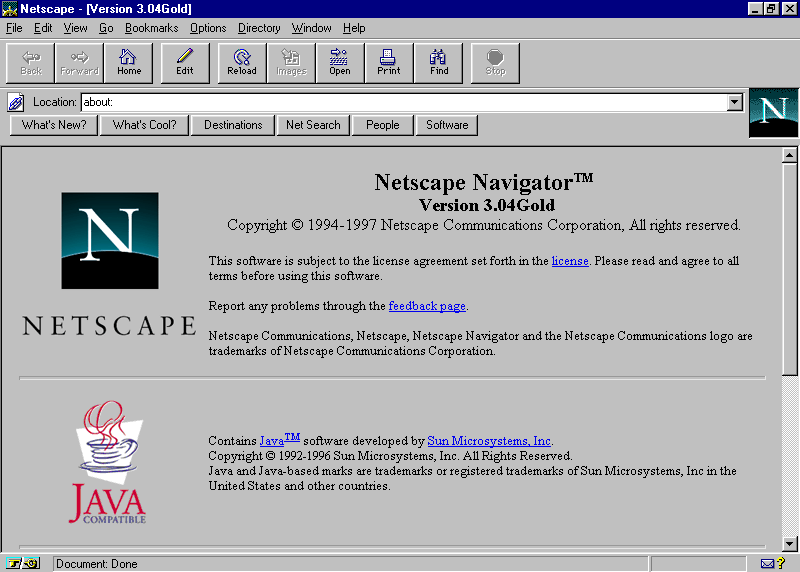 Netscape - [Version 3.04Gold]
File Edit View Go Bookmarks Options Directory Window Help
Back Forward Home Edit Reload Images Open Print Find Stop
Location: about:
N
What's New? What's Cool? Destinations Net Search People Software
Netscape Navigator™
Version 3.04Gold
Copyright © 1994-1997 Netscape Communications Corporation, All rights reserved.
N
NETSCAPE
This software is subject to the license agreement set forth in the license. Please read and agree to all
terms before using this software.
Report any problems through the feedback page.
Netscape Communications, Netscape, Netscape Navigator and the Netscape Communications logo are
trademarks of Netscape Communications Corporation.
JAVA
COMPATIBLE
Contains Java™ software developed by Sun Microsystems, Inc.
Copyright © 1992-1996 Sun Microsystems, Inc. All Rights Reserved.
Java and Java-based marks are trademarks or registered trademarks of Sun Microsystems, Inc in the
United States and other countries.
Document: Done
?